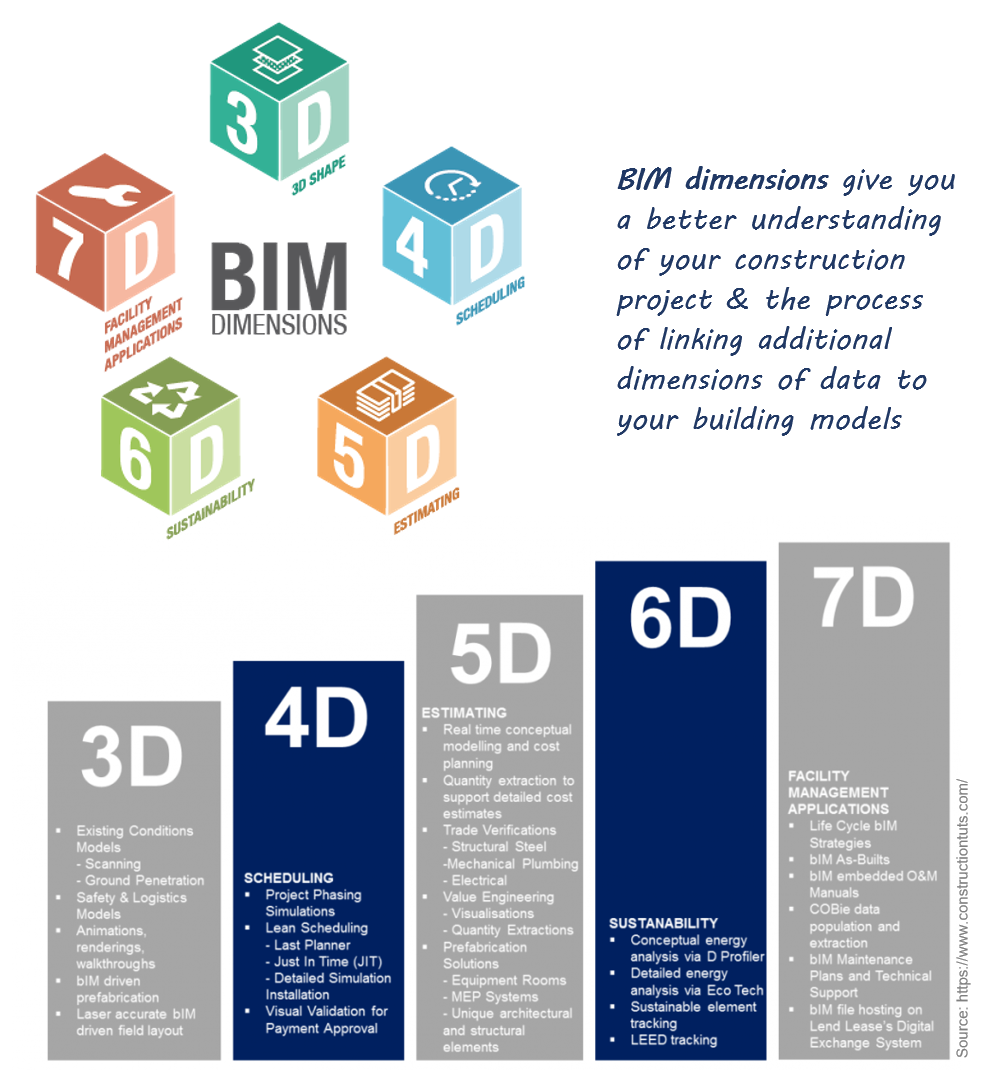 3D
3D SHAPE
7D
FACILITY
MANAGEMENT
APPLICATIONS
4D
SCHEDULING
BIM
DIMENSIONS
6D
SUSTAINABILITY
5D
ESTIMATING
BIM dimensions give you
a better understanding
of your construction
project & the process
of linking additional
dimensions of data to
your building models
3D
▪ Existing Conditions
Models
- Scanning
- Ground Penetration
▪ Safety & Logistics
Models
▪ Animations,
renderings,
walkthroughs
▪ bIM driven
prefabrication
▪ Laser accurate bIM
driven field layout
4D
SCHEDULING
▪ Project Phasing
Simulations
▪ Lean Scheduling
- Last Planner
- Just In Time (JIT)
- Detailed Simulation
Installation
▪ Visual Validation for
Payment Approval
5D
ESTIMATING
▪ Real time conceptual
modelling and cost
planning
▪ Quantity extraction to
support detailed cost
estimates
▪ Trade Verifications
- Structural Steel
-Mechanical Plumbing
- Electrical
▪ Value Engineering
- Visualisations
- Quantity Extractions
▪ Prefabrication
Solutions
- Equipment Rooms
- MEP Systems
- Unique architectural
and structural
elements
6D
SUSTANABILITY
▪ Conceptual energy
analysis via D Profiler
▪ Detailed energy
analysis via Eco Tech
▪ Sustainable element
tracking
▪ LEED tracking
7D
FACILITY
MANAGEMENT
APPLICATIONS
▪ Life Cycle bIM
Strategies
▪ bIM As-Builts
▪ bIM embedded O&M
Manuals
▪ COBie data
population and
extraction
▪ bIM Maintenance
Plans and Technical
Support
▪ bIM file hosting on
Lend Lease's Digital
Exchange System
Source: https://www.constructiontuts.com/